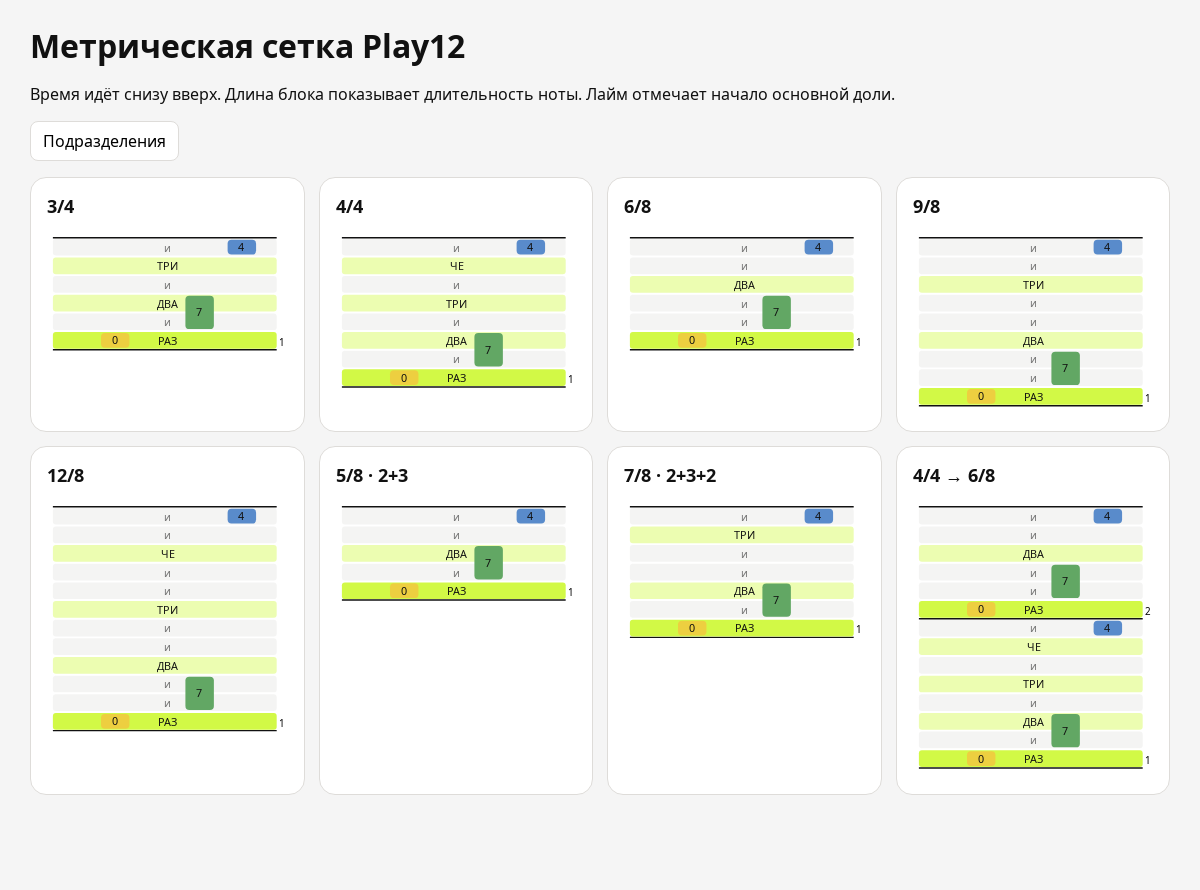 Метрическая сетка Play12
Время идёт снизу вверх. Длина блока показывает длительность ноты. Лайм отмечает начало основной доли.
Подразделения
3/4
и 4
ТРИ
и
ДВА
7
и
0 РАЗ 1
4/4
и 4
ЧЕ
и
ТРИ
и
ДВА
7
и
0 РАЗ 1
6/8
и 4
и
ДВА
и
7
и
0 РАЗ 1
9/8
и 4
и
ТРИ
и
и
ДВА
и
7
и
0 РАЗ 1
12/8
и 4
и
ЧЕ
и
и
ТРИ
и
и
ДВА
и
7
и
0 РАЗ 1
5/8 · 2+3
и 4
и
ДВА
7
и
0 РАЗ 1
7/8 · 2+3+2
и 4
ТРИ
и
и
ДВА
7
и
0 РАЗ 1
4/4 → 6/8
и 4
и
ДВА
и
7
и
0 РАЗ 2
и 4
ЧЕ
и
ТРИ
и
ДВА
7
и
0 РАЗ 1